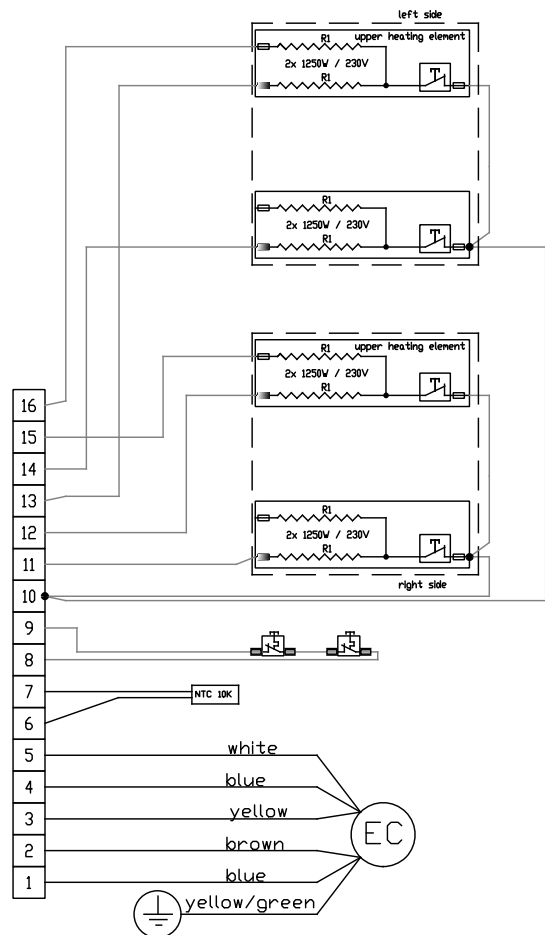 left side
upper heating element
R1
2x 1250W / 230V
R1
R1
2x 1250W / 230V
R1
upper heating element
R1
2x 1250W / 230V
R1
R1
2x 1250W / 230V
R1
right side
16
15
14
13
12
11
10
9
8
7
NTC 10K
6
5
white
4
blue
3
yellow
EC
2
brown
1
blue
yellow/green